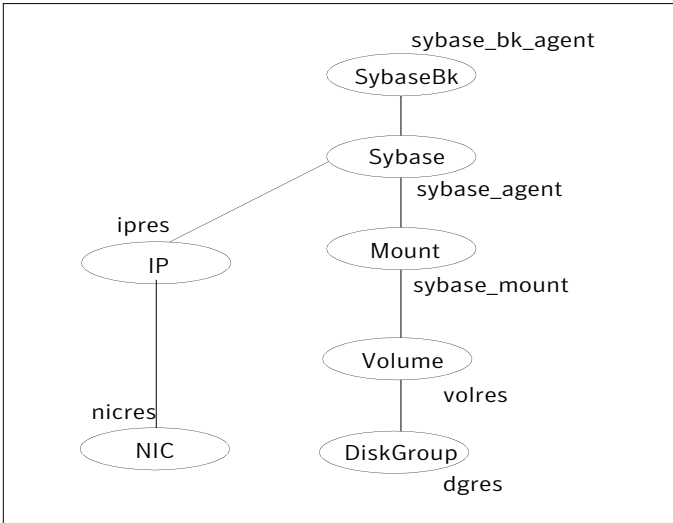 sybase_bk_agent
SybaseBk
Sybase
sybase_agent
ipres
IP
Mount
sybase_mount
Volume
volres
nicres
NIC
DiskGroup
dgres